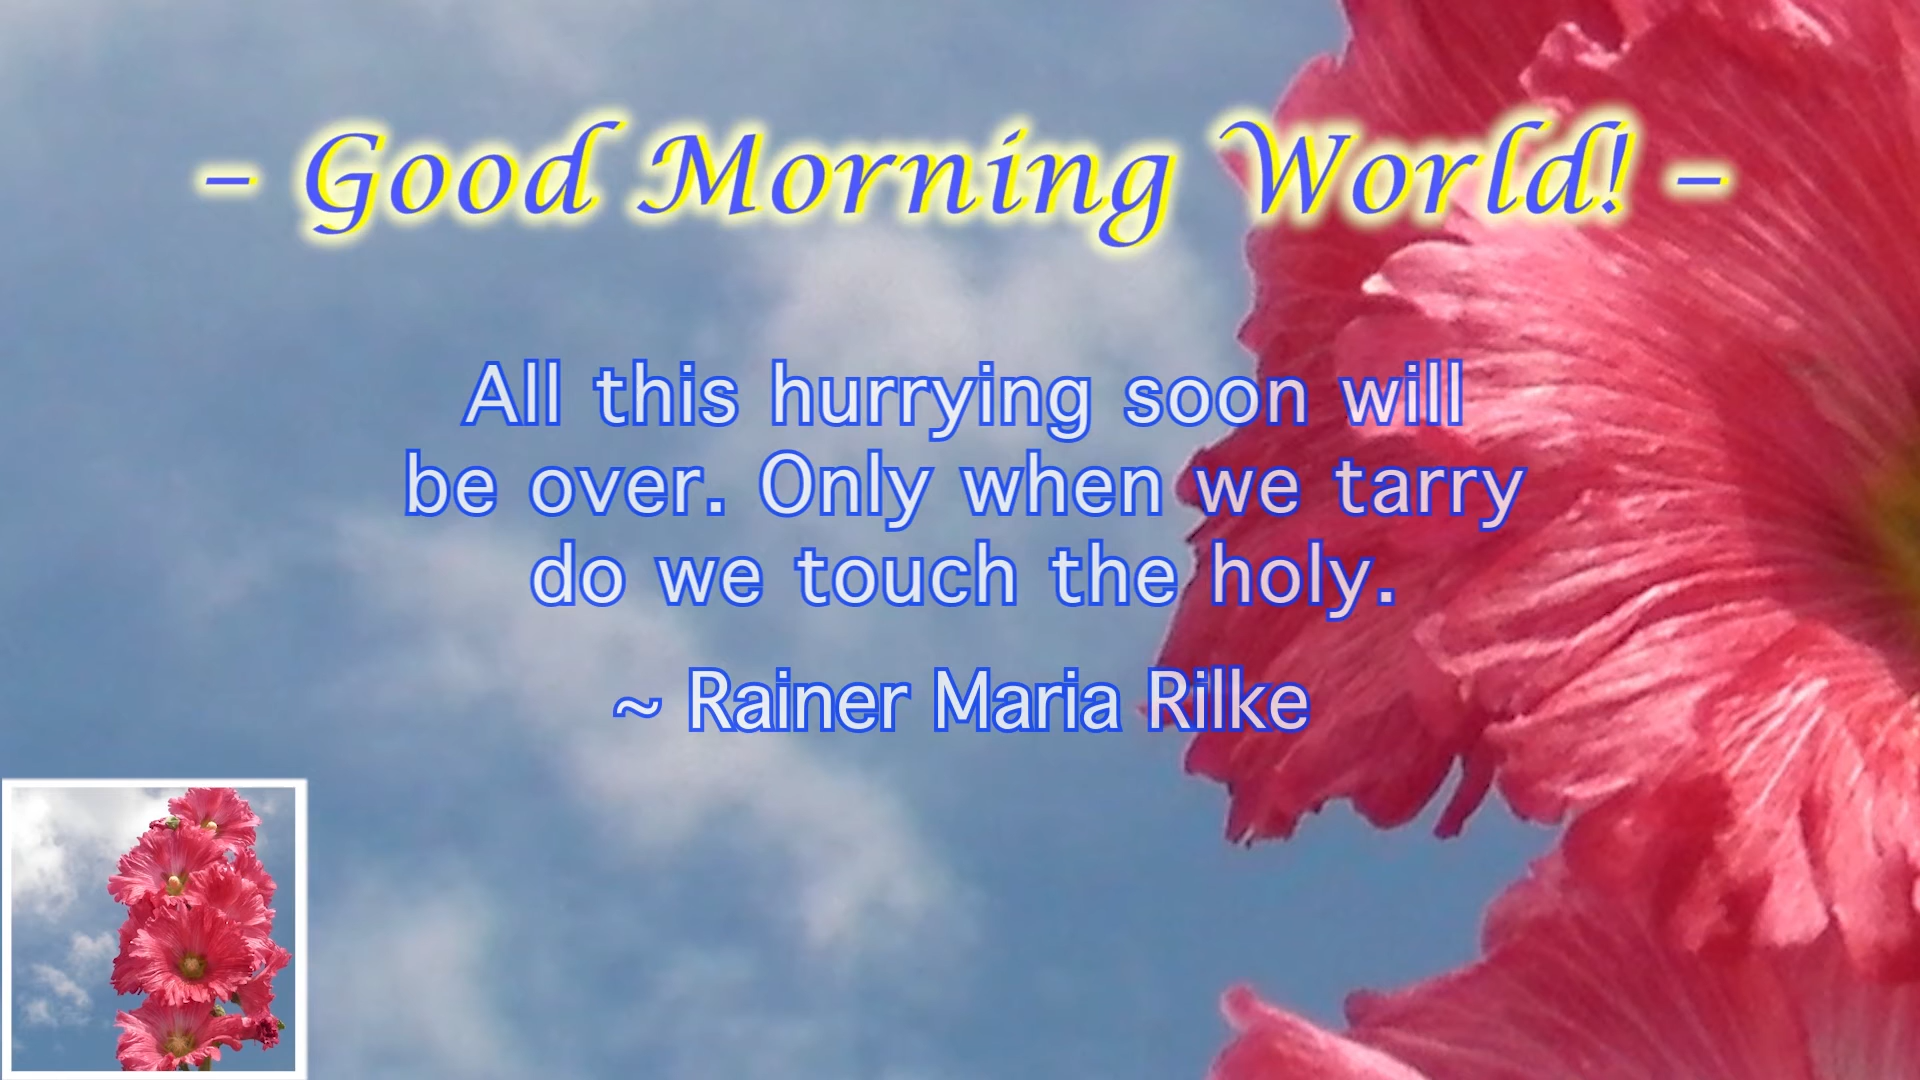 – Good Morning World! –
All this hurrying soon will
be over. Only when we tarry
do we touch the holy.
~ Rainer Maria Rilke